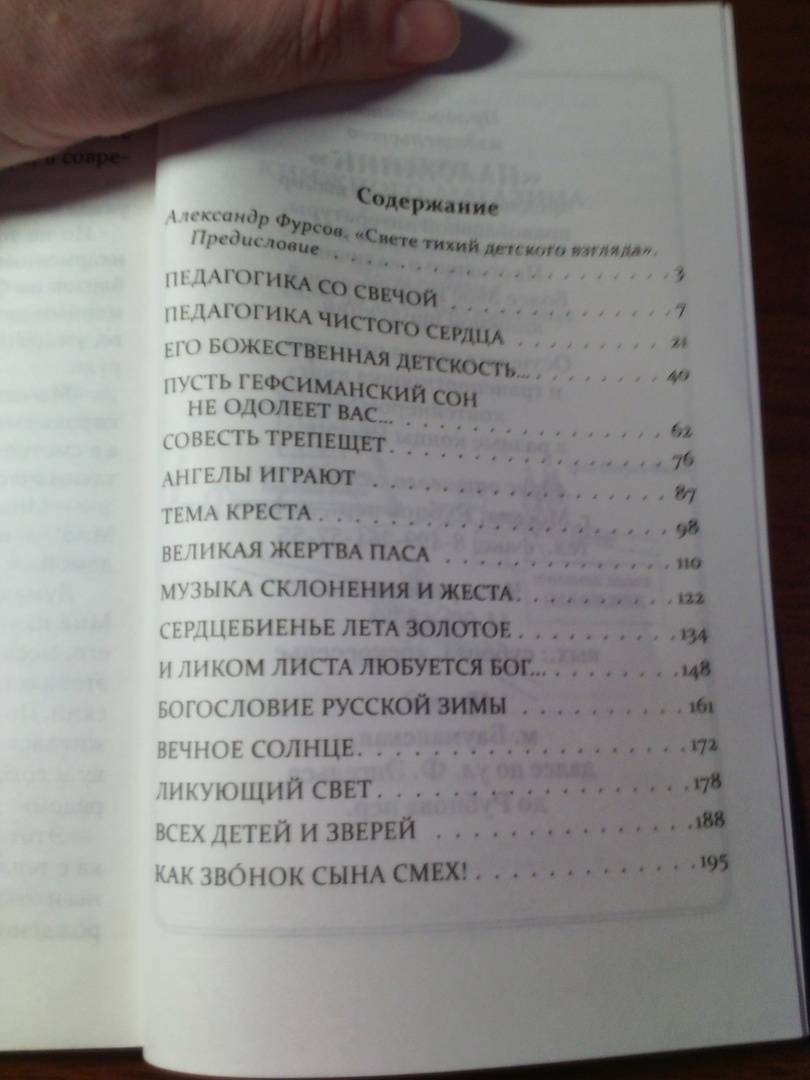 Содержание
Александр Фурсов. «Свете тихий детского взгляда».
Предисловие . . . . . . . . . . . . . . . . . . . . 3
ПЕДАГОГИКА СО СВЕЧОЙ . . . . . . . . . . . . 7
ПЕДАГОГИКА ЧИСТОГО СЕРДЦА . . . . . . . . 21
ЕГО БОЖЕСТВЕННАЯ ДЕТСКОСТЬ... . . . . . . . 40
ПУСТЬ ГЕФСИМАНСКИЙ СОН
НЕ ОДОЛЕЕТ ВАС... . . . . . . . . . . . . . . . 62
СОВЕСТЬ ТРЕПЕЩЕТ . . . . . . . . . . . . . . . 76
АНГЕЛЫ ИГРАЮТ . . . . . . . . . . . . . . . . 87
ТЕМА КРЕСТА . . . . . . . . . . . . . . . . . . 98
ВЕЛИКАЯ ЖЕРТВА ПАСА . . . . . . . . . . . . 110
МУЗЫКА СКЛОНЕНИЯ И ЖЕСТА . . . . . . . . 122
СЕРДЦЕБИЕНЬЕ ЛЕТА ЗОЛОТОЕ . . . . . . . . 134
И ЛИКОМ ЛИСТА ЛЮБУЕТСЯ БОГ... . . . . . . . 148
БОГОСЛОВИЕ РУССКОЙ ЗИМЫ . . . . . . . . . 161
ВЕЧНОЕ СОЛНЦЕ . . . . . . . . . . . . . . . . 172
ЛИКУЮЩИЙ СВЕТ . . . . . . . . . . . . . . . . 178
ВСЕХ ДЕТЕЙ И ЗВЕРЕЙ . . . . . . . . . . . . . 188
КАК ЗВО́НОК СЫНА СМЕХ! . . . . . . . . . . . . 195